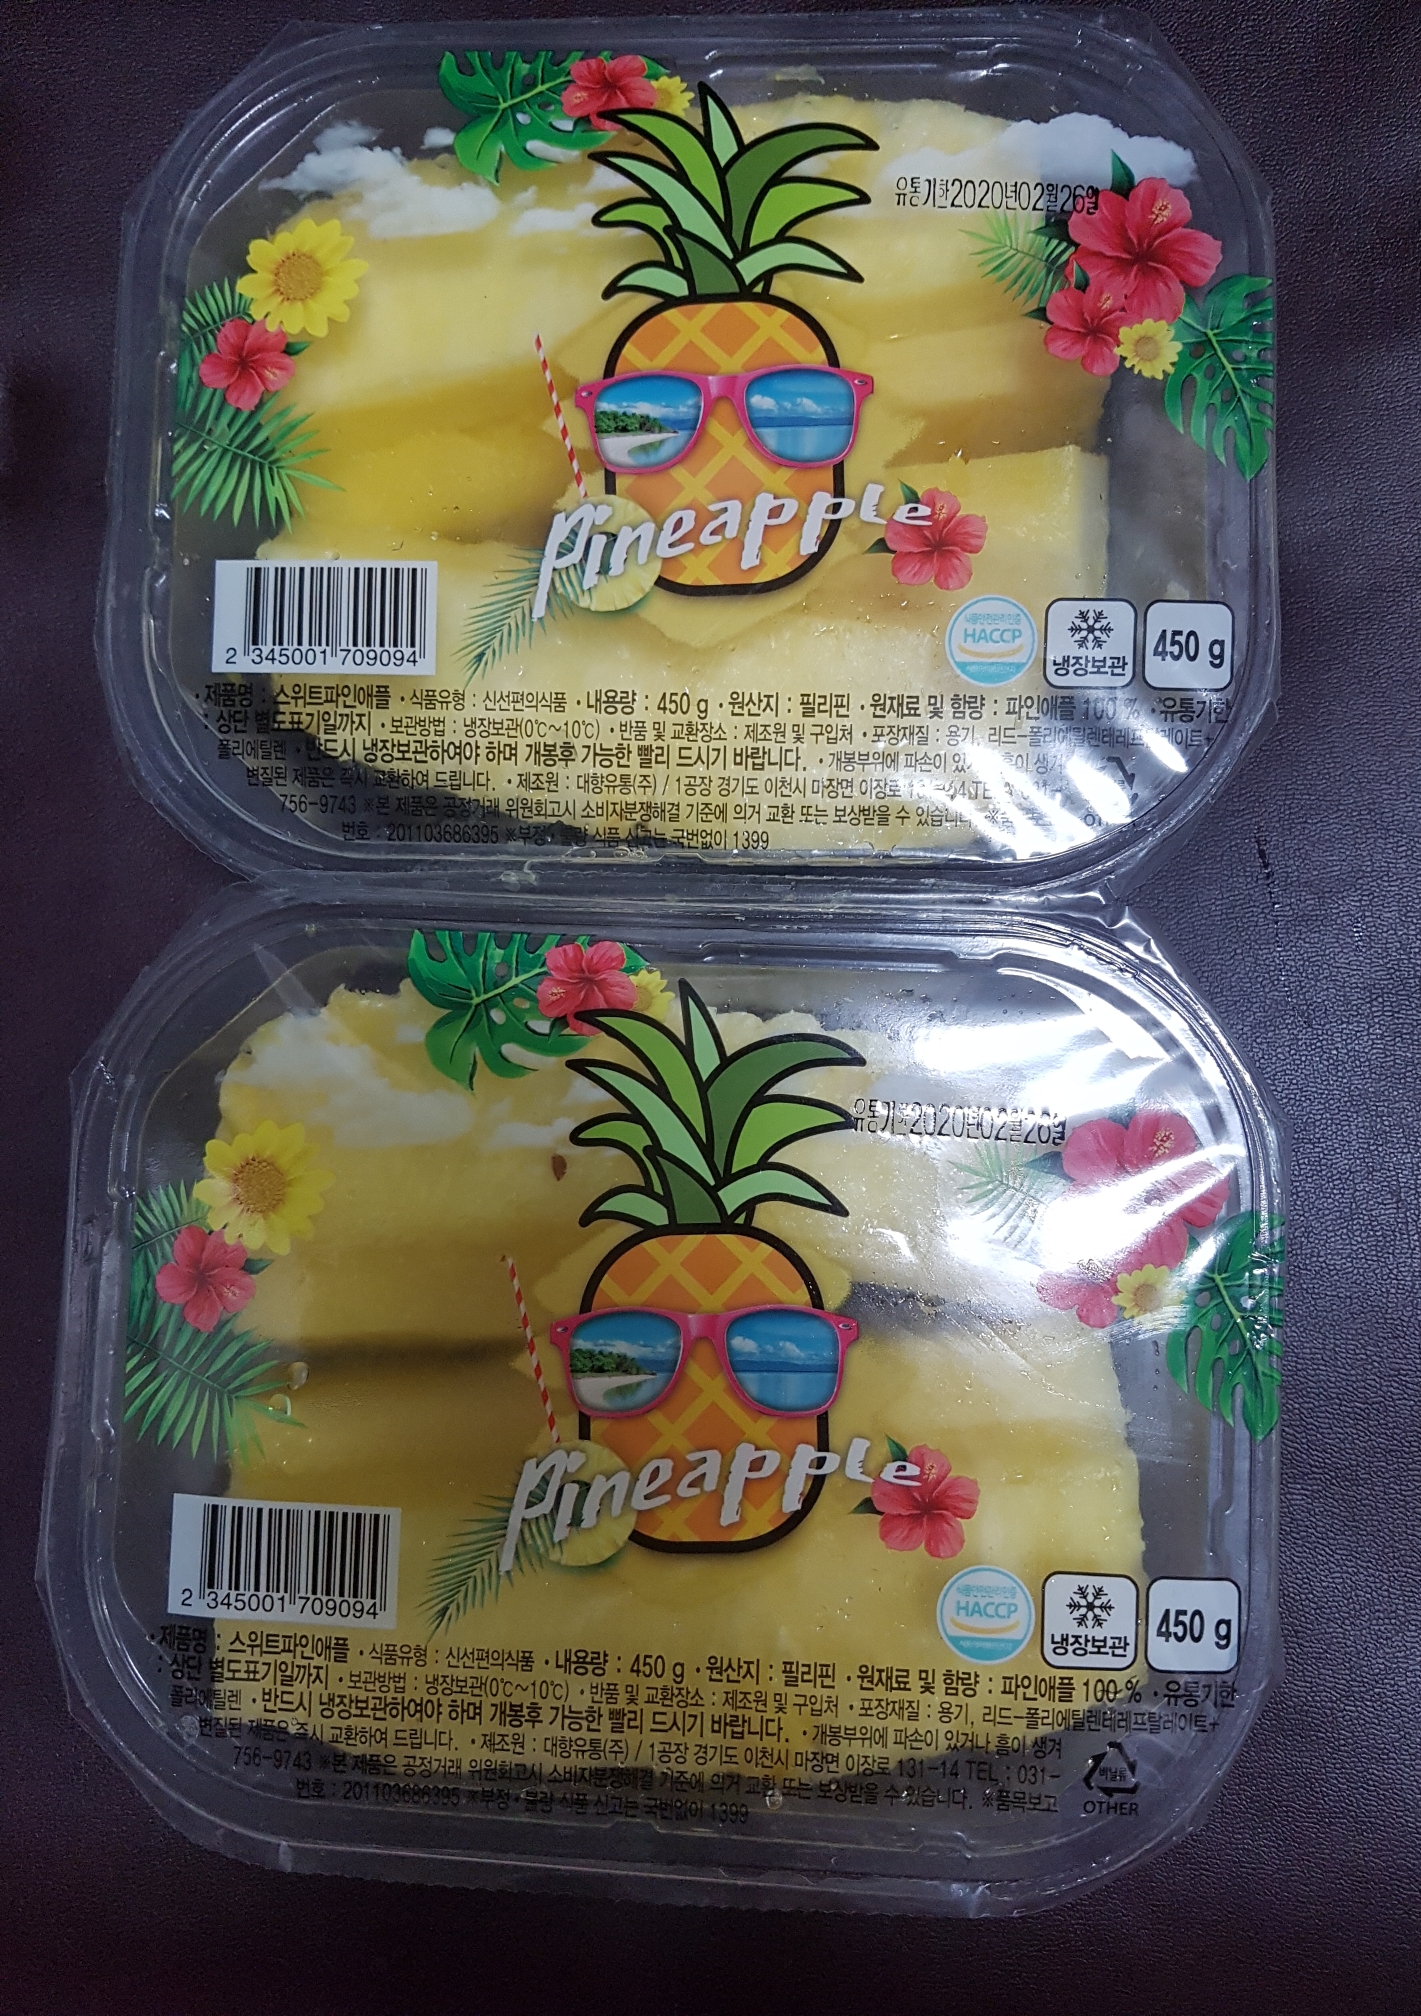 유통기한2020년02월26일
Pineapple
2 345001 709094
식품안전관리인증
HACCP
냉장보관
450 g
・제품명 : 스위트파인애플 ・식품유형 : 신선편의식품 ・내용량 : 450 g ・원산지 : 필리핀 ・원재료 및 함량 : 파인애플 100 % ・유통기한
: 상단 별도표기일까지 ・보관방법 : 냉장보관(0℃~10℃) ・반품 및 교환장소 : 제조원 및 구입처 ・포장재질 : 용기, 리드-폴리에틸렌테레프탈레이트+
폴리에틸렌 ・반드시 냉장보관하여야 하며 개봉후 가능한 빨리 드시기 바랍니다. ・개봉부위에 파손이 흠이 생겨
변질된 제품은 즉시 교환하여 드립니다. ・제조원 : 대향유통(주) / 1공장 경기도 이천시 마장면 이장로
756-9743 ※본 제품은 공정거래 위원회고시 소비자분쟁해결 기준에 의거 교환 또는 보상받을 수 있습니다.
번호 : 201103686395 ※부정・불량 식품 신고는 국번없이 1399
유통기한2020년02월26일
Pineapple
2 345001 709094
식품안전관리인증
HACCP
냉장보관
450 g
・제품명 : 스위트파인애플 ・식품유형 : 신선편의식품 ・내용량 : 450 g ・원산지 : 필리핀 ・원재료 및 함량 : 파인애플 100 % ・유통기한
: 상단 별도표기일까지 ・보관방법 : 냉장보관(0℃~10℃) ・반품 및 교환장소 : 제조원 및 구입처 ・포장재질 : 용기, 리드-폴리에틸렌테레프탈레이트+
폴리에틸렌 ・반드시 냉장보관하여야 하며 개봉후 가능한 빨리 드시기 바랍니다. ・개봉부위에 파손이 있거나 흠이 생겨
변질된 제품은 즉시 교환하여 드립니다. ・제조원 : 대향유통(주) / 1공장 경기도 이천시 마장면 이장로 131-14 TEL : 031-
756-9743 ※본 제품은 공정거래 위원회고시 소비자분쟁해결 기준에 의거 교환 또는 보상받을 수 있습니다. ※품목보고
번호 : 201103686395 ※부정・불량 식품 신고는 국번없이 1399
비닐류
OTHER